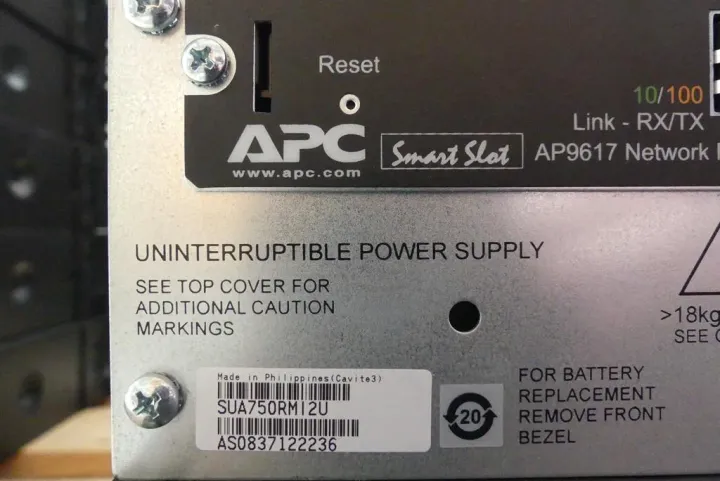 Reset
10/100
Link - RX/TX
APC
Smart Slot
AP9617 Network
www.apc.com
UNINTERRUPTIBLE POWER SUPPLY
SEE TOP COVER FOR
ADDITIONAL CAUTION
MARKINGS
>18kg
SEE
Made in Philippines(Cavite3)
SUA750RMI2U
AS0837122236
20
FOR BATTERY
REPLACEMENT
REMOVE FRONT
BEZEL